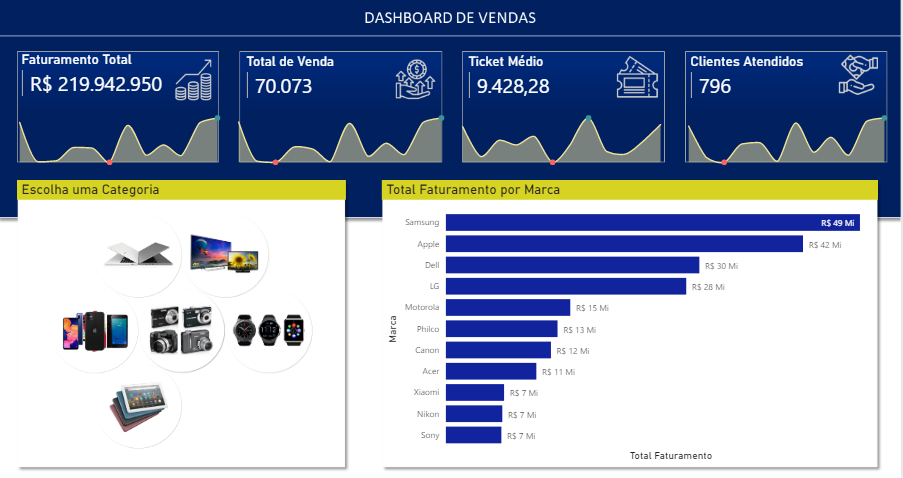 DASHBOARD DE VENDAS
Faturamento Total
R$ 219.942.950
Total de Venda
70.073
Ticket Médio
9.428,28
Clientes Atendidos
796
Escolha uma Categoria
Total Faturamento por Marca
Marca
Samsung R$ 49 Mi
Apple R$ 42 Mi
Dell R$ 30 Mi
LG R$ 28 Mi
Motorola R$ 15 Mi
Philco R$ 13 Mi
Canon R$ 12 Mi
Acer R$ 11 Mi
Xiaomi R$ 7 Mi
Nikon R$ 7 Mi
Sony R$ 7 Mi
Total Faturamento